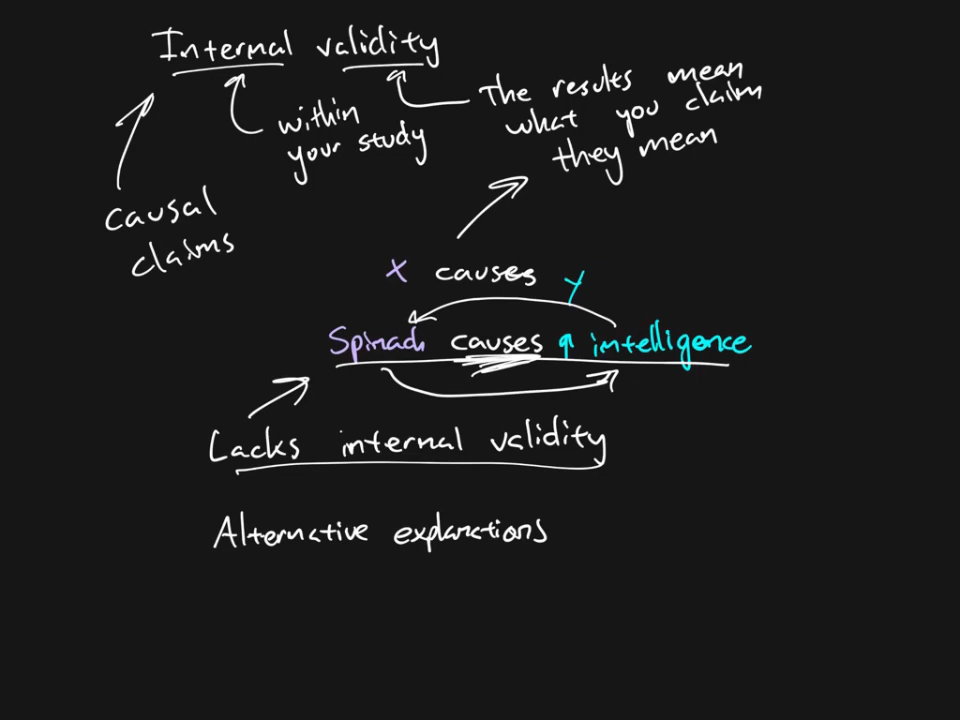 Internal validity
within
your study
The results mean
what you claim
they mean
causal
claims
X causes Y
Spinach causes ↑ intelligence
Lacks internal validity
Alternative explanations